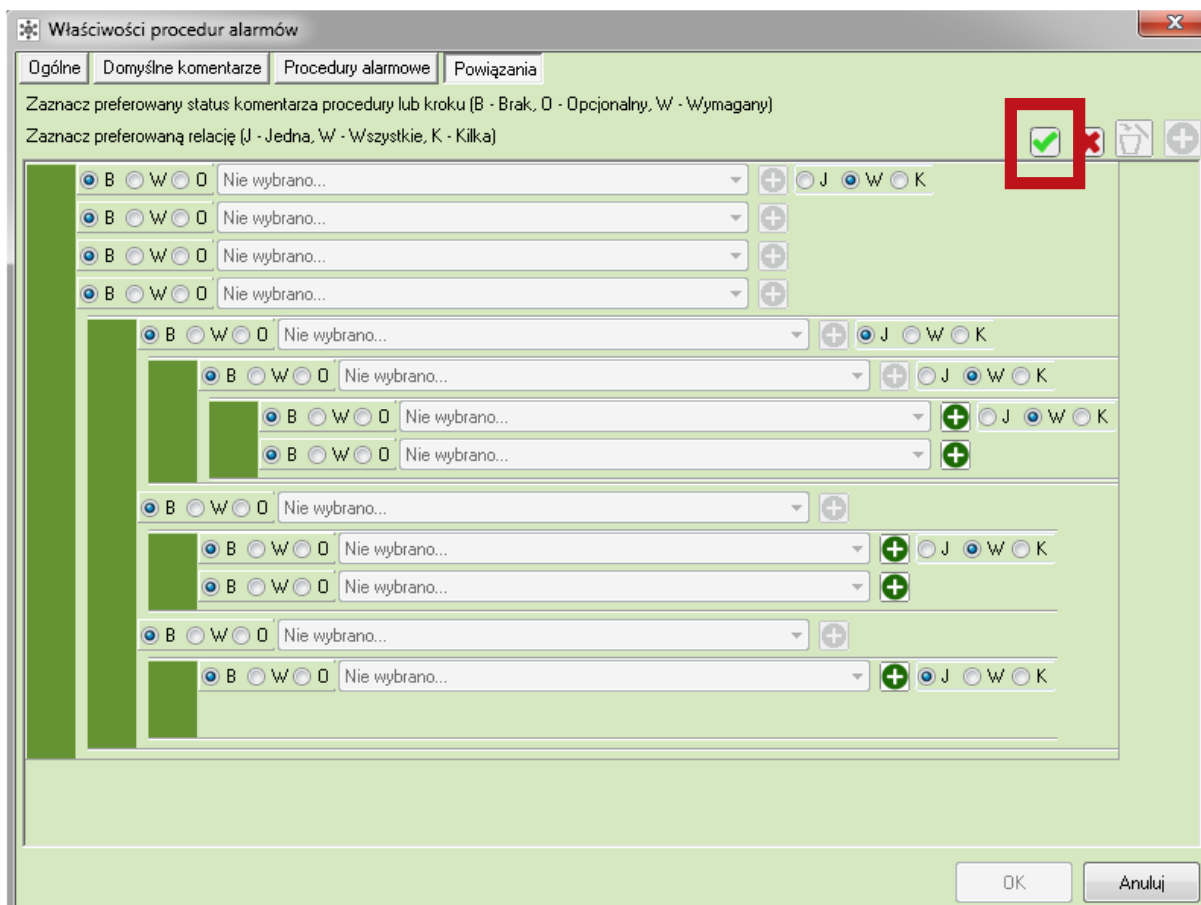 Właściwości procedur alarmów
Ogólne Domyślne komentarze Procedury alarmowe Powiązania
Zaznacz preferowany status komentarza procedury lub kroku (B - Brak, O - Opcjonalny, W - Wymagany)
Zaznacz preferowaną relację (J - Jedna, W - Wszystkie, K - Kilka)
B W O Nie wybrano... J W K
B W O Nie wybrano...
B W O Nie wybrano...
B W O Nie wybrano...
B W O Nie wybrano... J W K
B W O Nie wybrano... J W K
B W O Nie wybrano... J W K
B W O Nie wybrano...
B W O Nie wybrano...
B W O Nie wybrano... J W K
B W O Nie wybrano...
B W O Nie wybrano...
B W O Nie wybrano... J W K
OK Anuluj